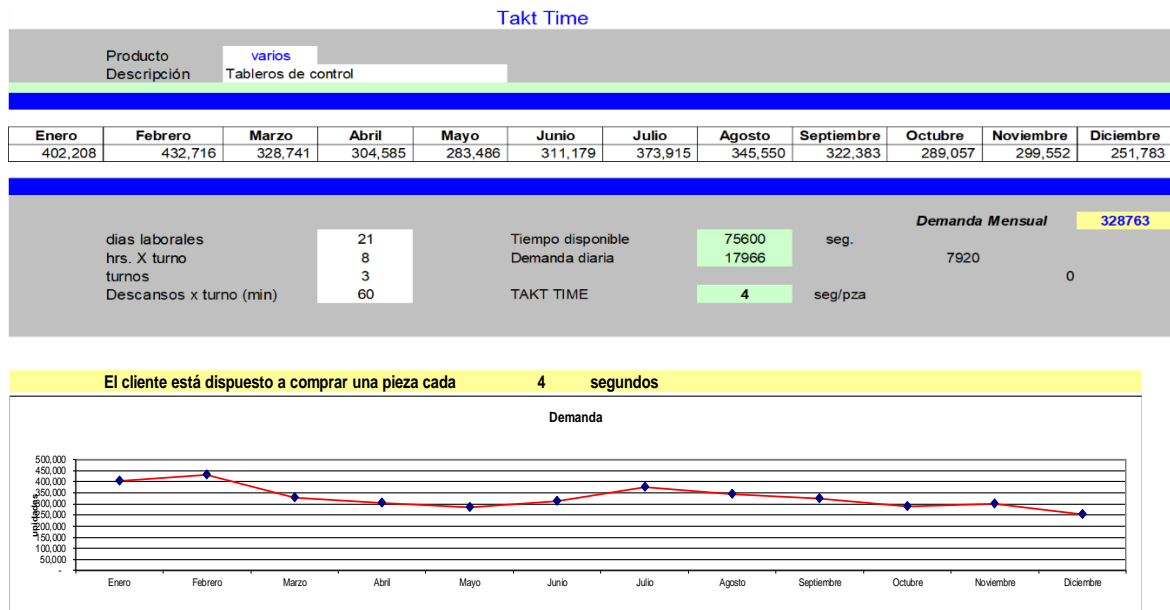 Takt Time
Producto varios
Descripción Tableros de control
Enero Febrero Marzo Abril Mayo Junio Julio Agosto Septiembre Octubre Noviembre Diciembre
402,208 432,716 328,741 304,585 283,486 311,179 373,915 345,550 322,383 289,057 299,552 251,783
Demanda Mensual 328763
dias laborales 21 Tiempo disponible 75600 seg.
hrs. X turno 8 Demanda diaria 17966 7920
turnos 3 0
Descansos x turno (min) 60 TAKT TIME 4 seg/pza
El cliente está dispuesto a comprar una pieza cada 4 segundos
Demanda
unidades
500,000
450,000
400,000
350,000
300,000
250,000
200,000
150,000
100,000
50,000
-
Enero Febrero Marzo Abril Mayo Junio Julio Agosto Septiembre Octubre Noviembre Diciembre